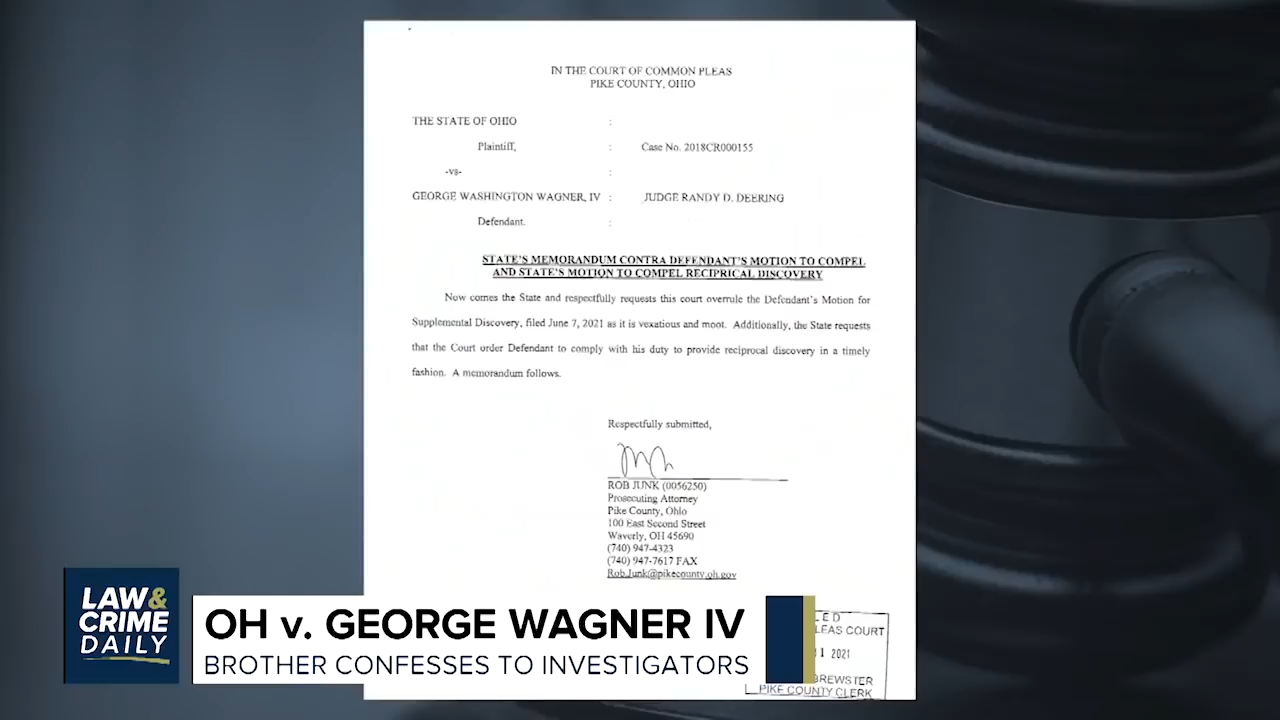 IN THE COURT OF COMMON PLEAS
PIKE COUNTY, OHIO
THE STATE OF OHIO :
Plaintiff, : Case No. 2018CR000155
-vs- :
GEORGE WASHINGTON WAGNER, IV : JUDGE RANDY D. DEERING
Defendant. :
STATE'S MEMORANDUM CONTRA DEFENDANT'S MOTION TO COMPEL
AND STATE'S MOTION TO COMPEL RECIPRICAL DISCOVERY
Now comes the State and respectfully requests this court overrule the Defendant's Motion for
Supplemental Discovery, filed June 7, 2021 as it is vexatious and moot. Additionally, the State requests
that the Court order Defendant to comply with his duty to provide reciprocal discovery in a timely
fashion. A memorandum follows.
Respectfully submitted,
ROB JUNK (0056250)
Prosecuting Attorney
Pike County, Ohio
100 East Second Street
Waverly, OH 45690
(740) 947-4323
(740) 947-7617 FAX
Rob.Junk@pikecounty.oh.gov
LED
LEAS COURT
1 2021
BREWSTER
PIKE COUNTY CLERK
LAW&
CRIME
DAILY
OH v. GEORGE WAGNER IV
BROTHER CONFESSES TO INVESTIGATORS